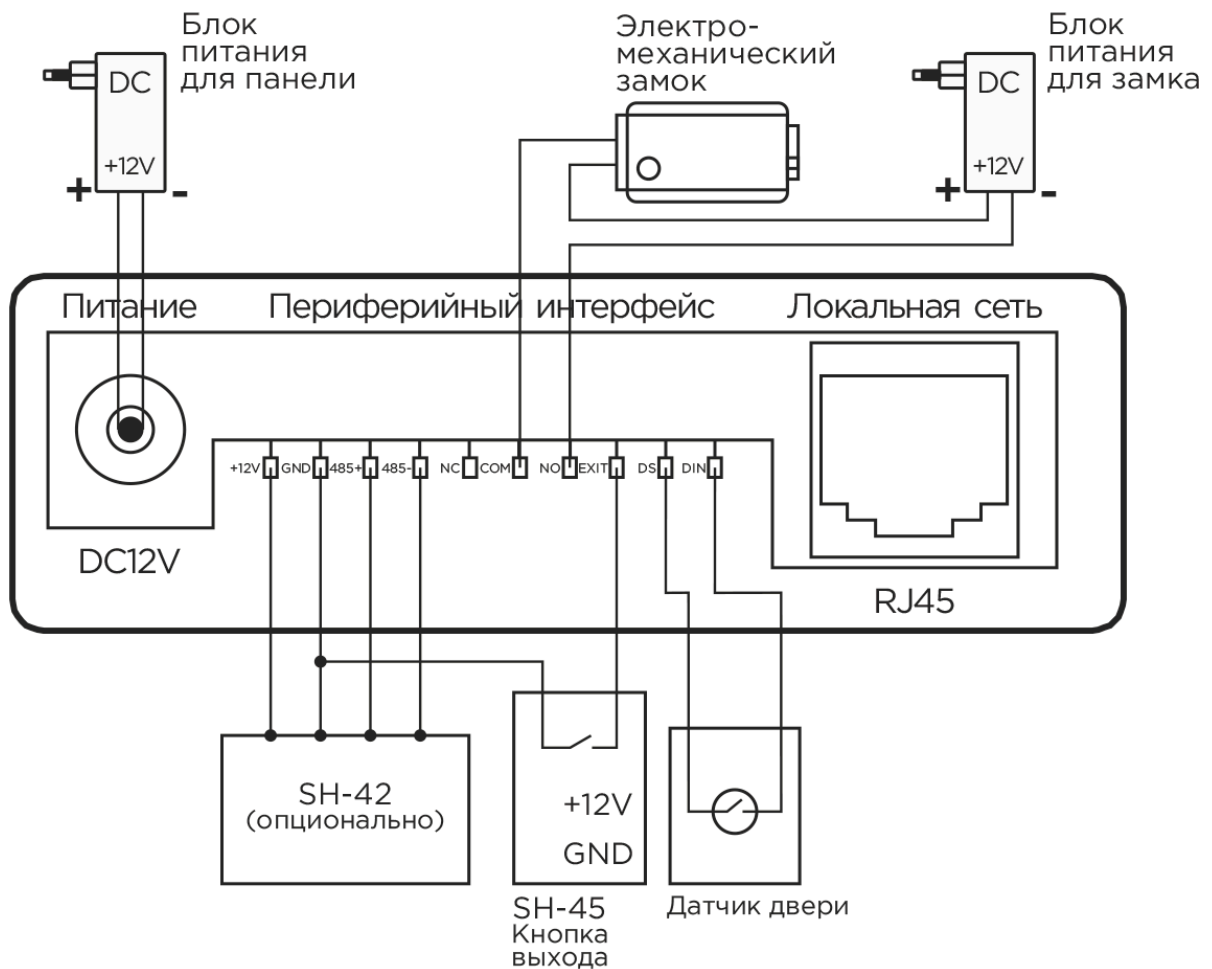 Блок
питания
для панели
DC
+12V
+
-
Электро-
механический
замок
Блок
питания
для замка
DC
+12V
+
-
Питание
Периферийный интерфейс
Локальная сеть
+12V GND 485+ 485- NC COM NO EXIT DS DIN
DC12V
RJ45
SH-42
(опционально)
+12V
GND
SH-45
Кнопка
выхода
Датчик двери